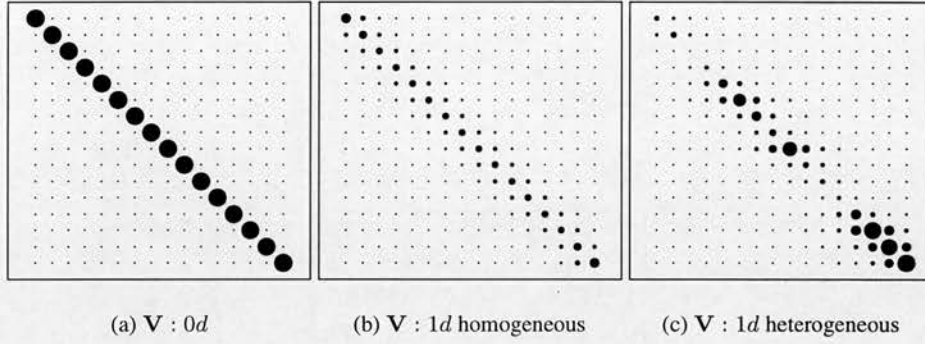 (a) V : 0d
(b) V : 1d homogeneous
(c) V : 1d heterogeneous